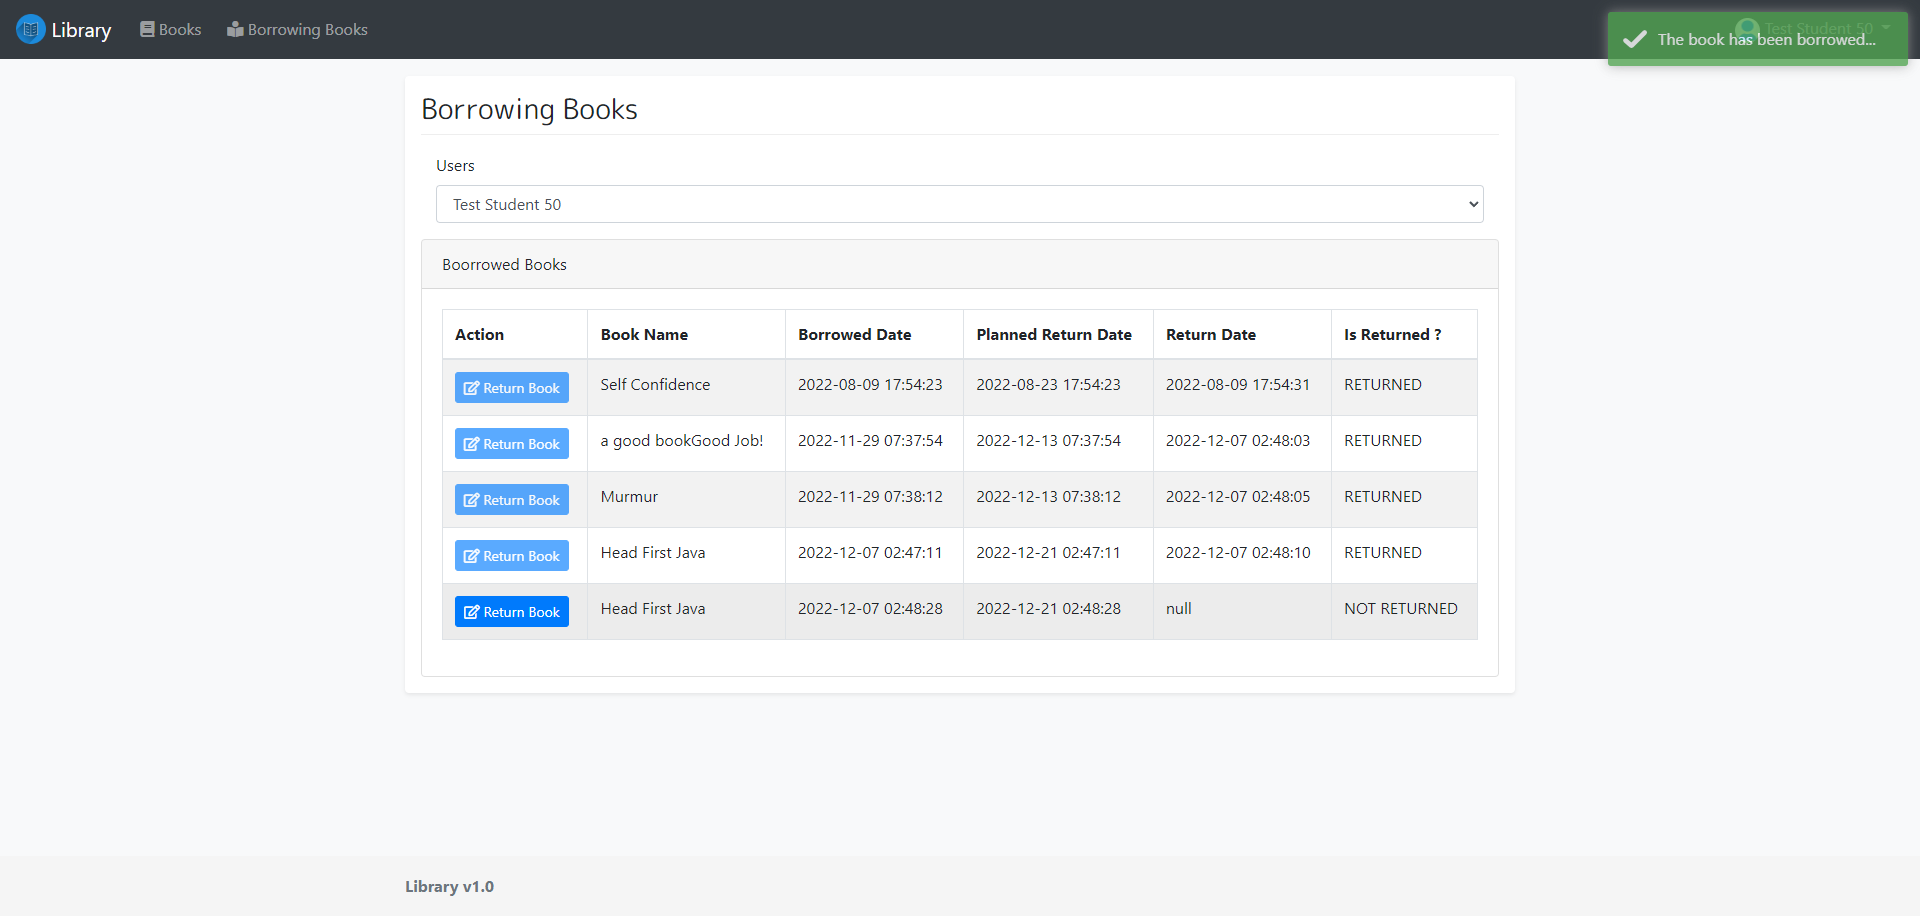 Library Books Borrowing Books Test Student 50
The book has been borrowed...
Borrowing Books
Users
Test Student 50
Boorrowed Books
Action Book Name Borrowed Date Planned Return Date Return Date Is Returned ?
Return Book Self Confidence 2022-08-09 17:54:23 2022-08-23 17:54:23 2022-08-09 17:54:31 RETURNED
Return Book a good bookGood Job! 2022-11-29 07:37:54 2022-12-13 07:37:54 2022-12-07 02:48:03 RETURNED
Return Book Murmur 2022-11-29 07:38:12 2022-12-13 07:38:12 2022-12-07 02:48:05 RETURNED
Return Book Head First Java 2022-12-07 02:47:11 2022-12-21 02:47:11 2022-12-07 02:48:10 RETURNED
Return Book Head First Java 2022-12-07 02:48:28 2022-12-21 02:48:28 null NOT RETURNED
Library v1.0